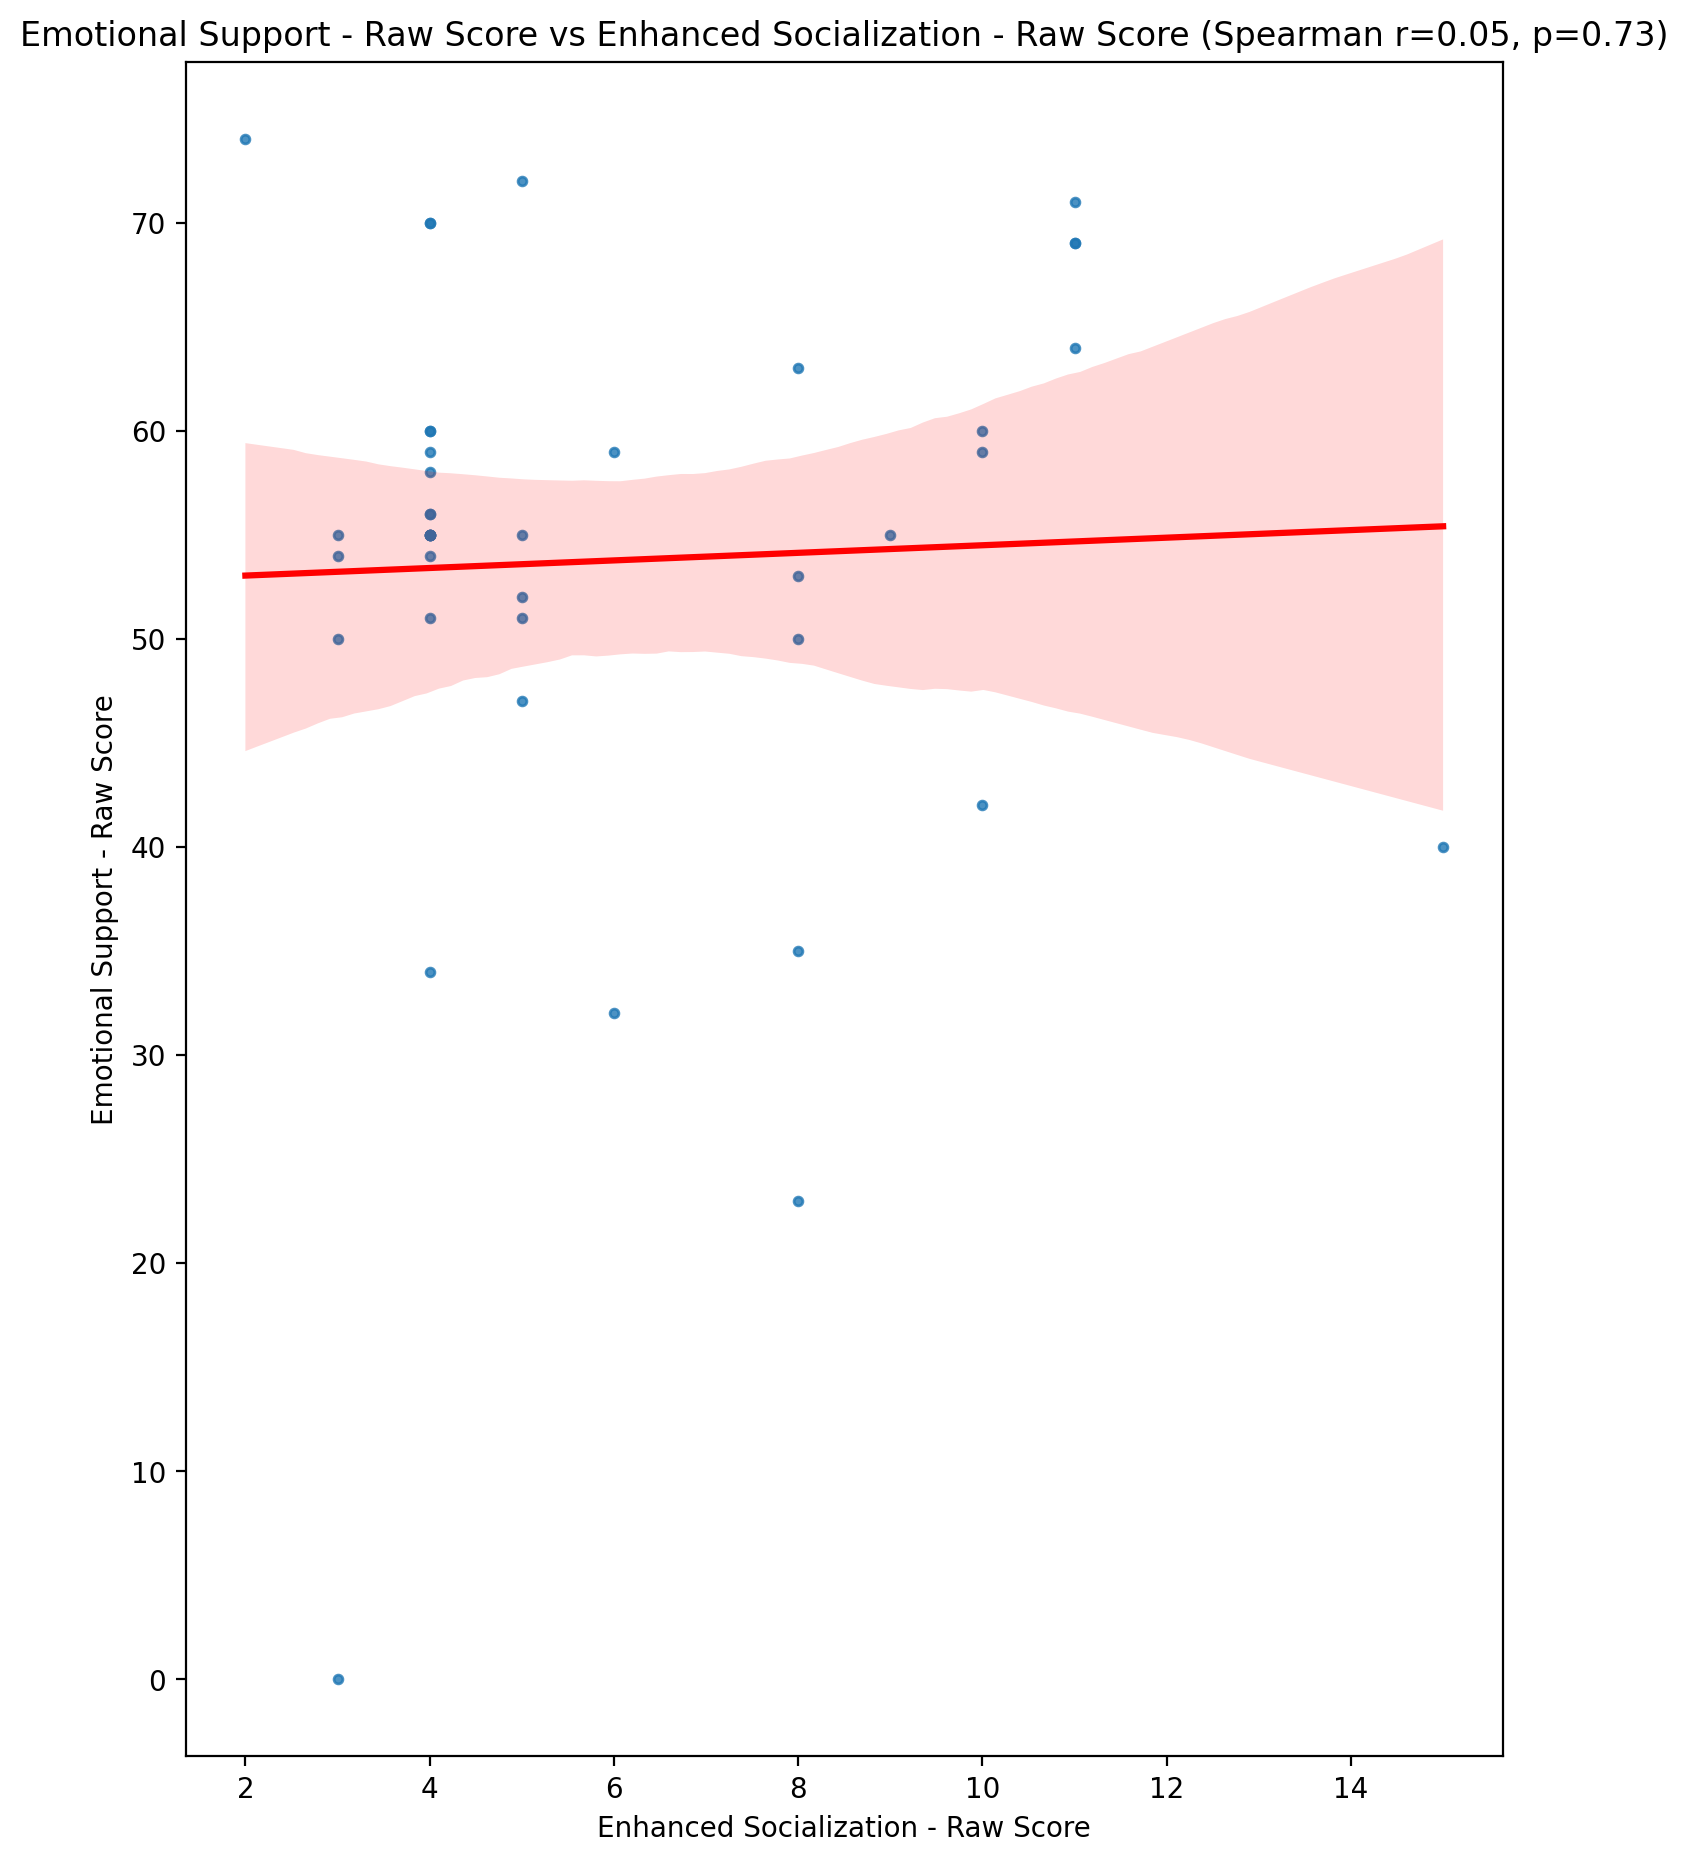 Emotional Support - Raw Score vs Enhanced Socialization - Raw Score (Spearman r=0.05, p=0.73)
70
60
50
40
30
20
10
0
Emotional Support - Raw Score
2 4 6 8 10 12 14
Enhanced Socialization - Raw Score